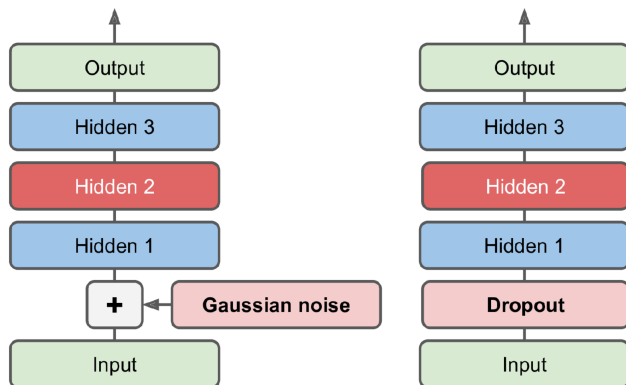 Output
Hidden 3
Hidden 2
Hidden 1
+
Gaussian noise
Input
Output
Hidden 3
Hidden 2
Hidden 1
Dropout
Input